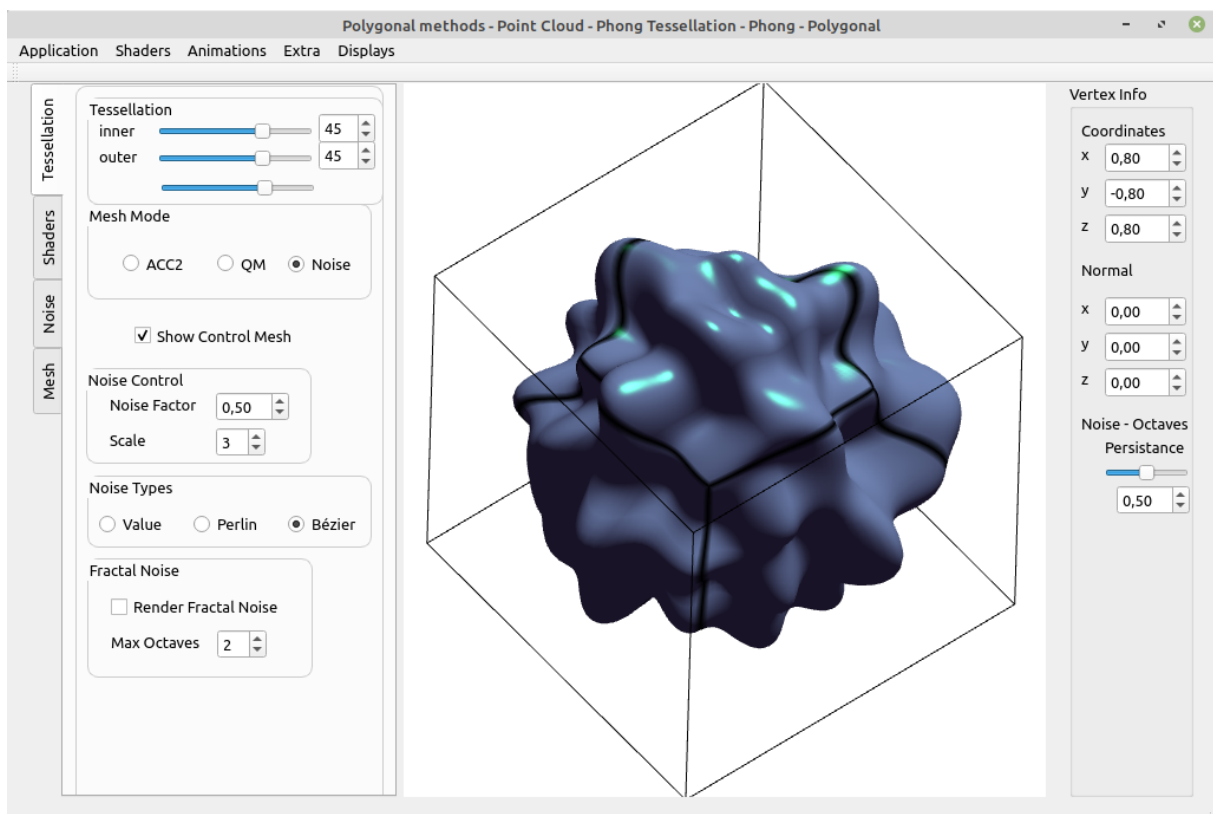 Polygonal methods - Point Cloud - Phong Tessellation - Phong - Polygonal
Application Shaders Animations Extra Displays
Tessellation
Shaders
Noise
Mesh
Tessellation
inner 45
outer 45
Mesh Mode
ACC2 QM Noise
Show Control Mesh
Noise Control
Noise Factor 0,50
Scale 3
Noise Types
Value Perlin Bézier
Fractal Noise
Render Fractal Noise
Max Octaves 2
Vertex Info
Coordinates
x 0,80
y -0,80
z 0,80
Normal
x 0,00
y 0,00
z 0,00
Noise - Octaves
Persistance
0,50